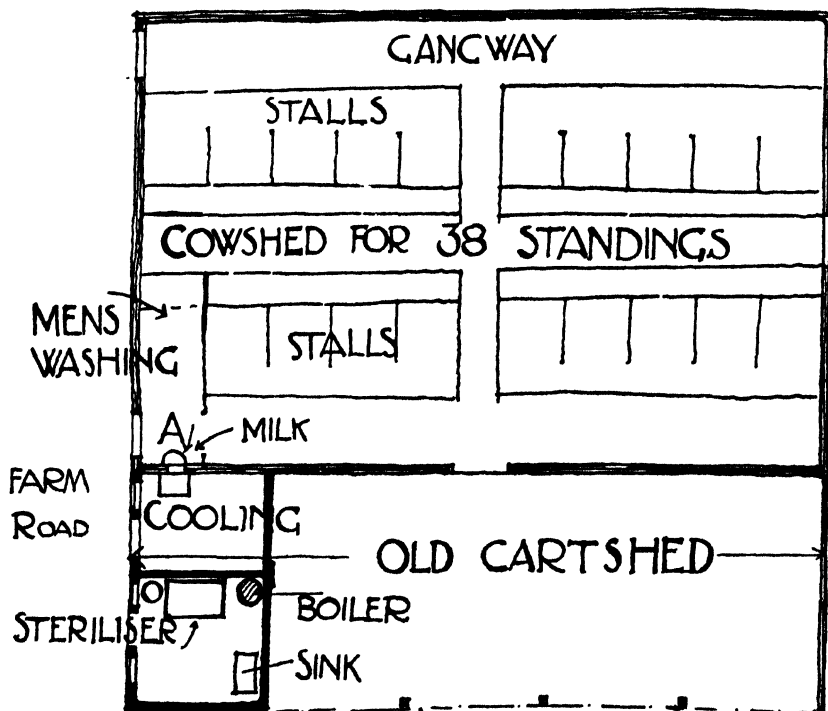 GANGWAY
STALLS
COWSHED FOR 38 STANDINGS
MENS
WASHING
STALLS
A
MILK
FARM
ROAD
COOLING
OLD CARTSHED
BOILER
STERILISER
SINK